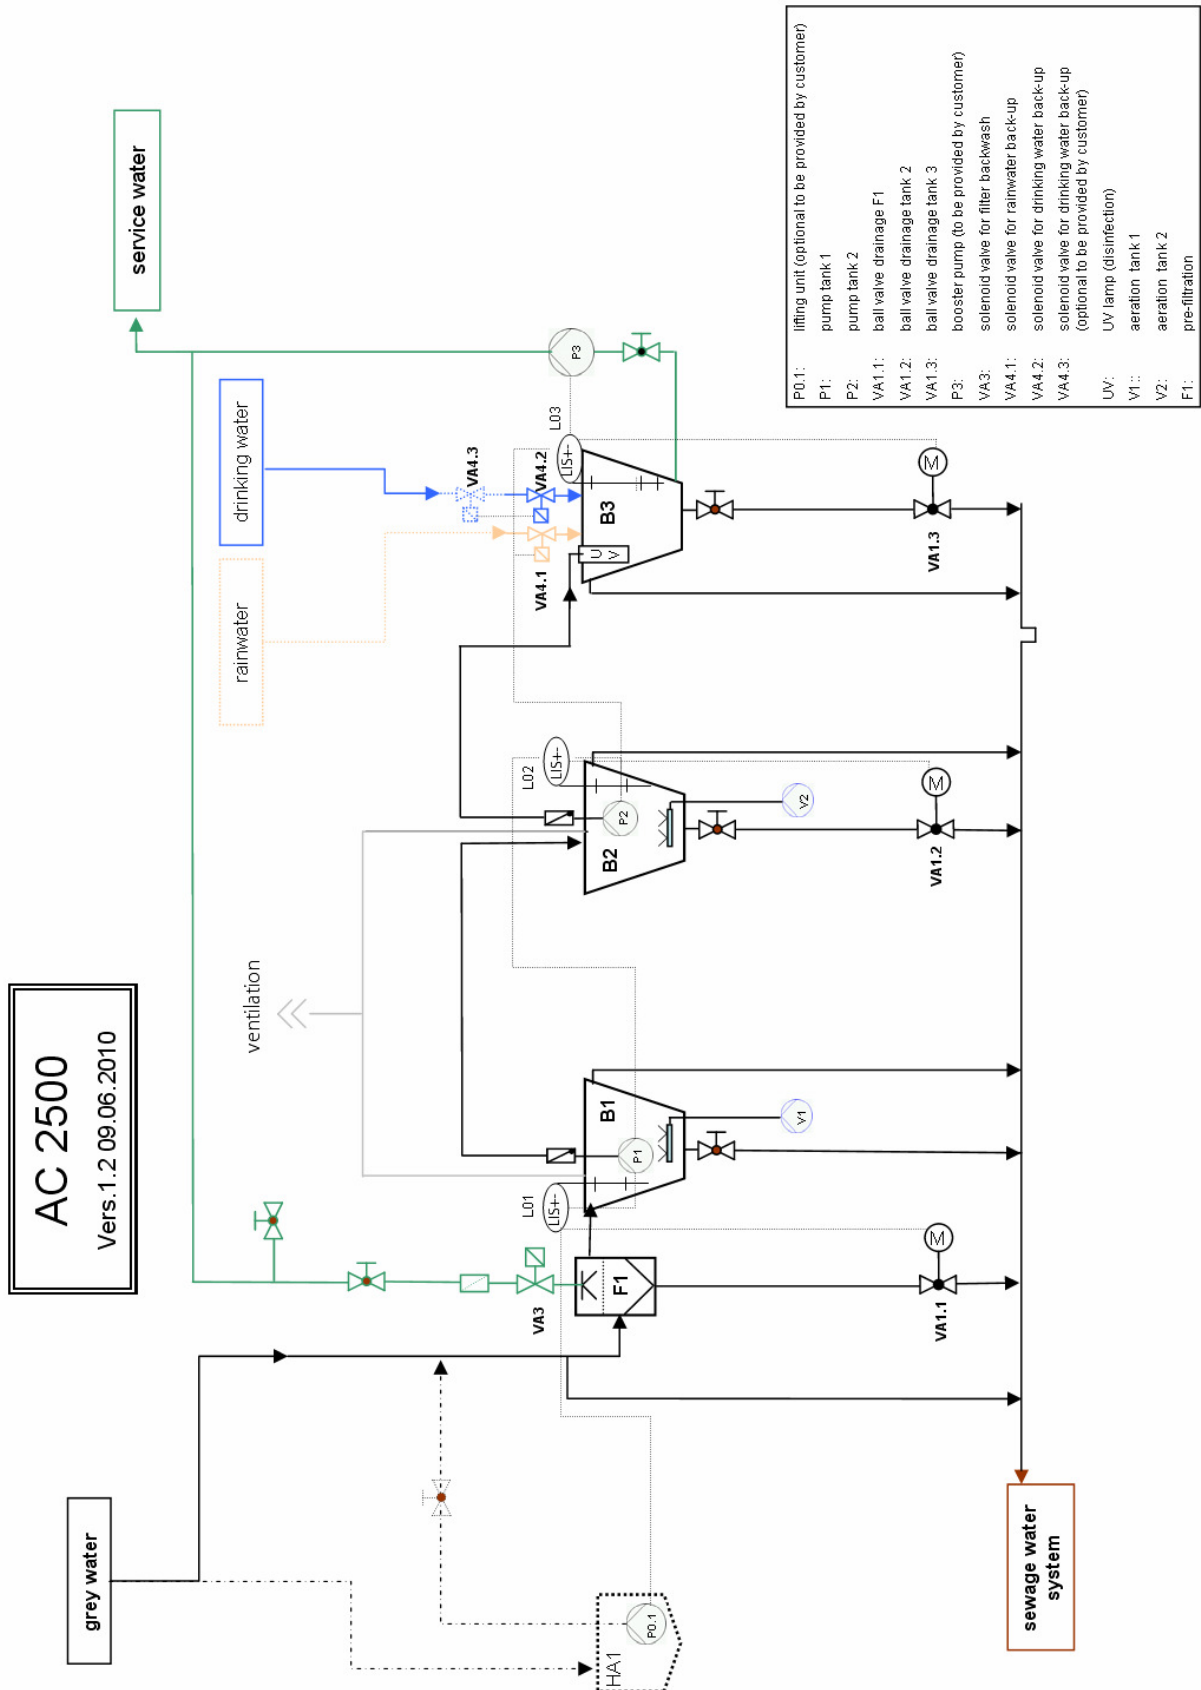 AC 2500
Vers.1.2 09.06.2010
grey water
service water
drinking water
rainwater
ventilation
VA4.3
VA4.2
VA4.1
VA3
L01
LIS+-
L02
LIS+-
L03
LIS+-
P3
HA1
P0.1
F1
B1
P1
B2
P2
B3
U
V
V1
V2
M
VA1.1
M
VA1.2
M
VA1.3
sewage water
system
P0.1: lifting unit (optional to be provided by customer)
P1: pump tank 1
P2: pump tank 2
VA1.1: ball valve drainage F1
VA1.2: ball valve drainage tank 2
VA1.3: ball valve drainage tank 3
P3: booster pump (to be provided by customer)
VA3: solenoid valve for filter backwash
VA4.1: solenoid valve for rainwater back-up
VA4.2: solenoid valve for drinking water back-up
VA4.3: solenoid valve for drinking water back-up
(optional to be provided by customer)
UV: UV lamp (disinfection)
V1:: aeration tank 1
V2: aeration tank 2
F1: pre-filtration